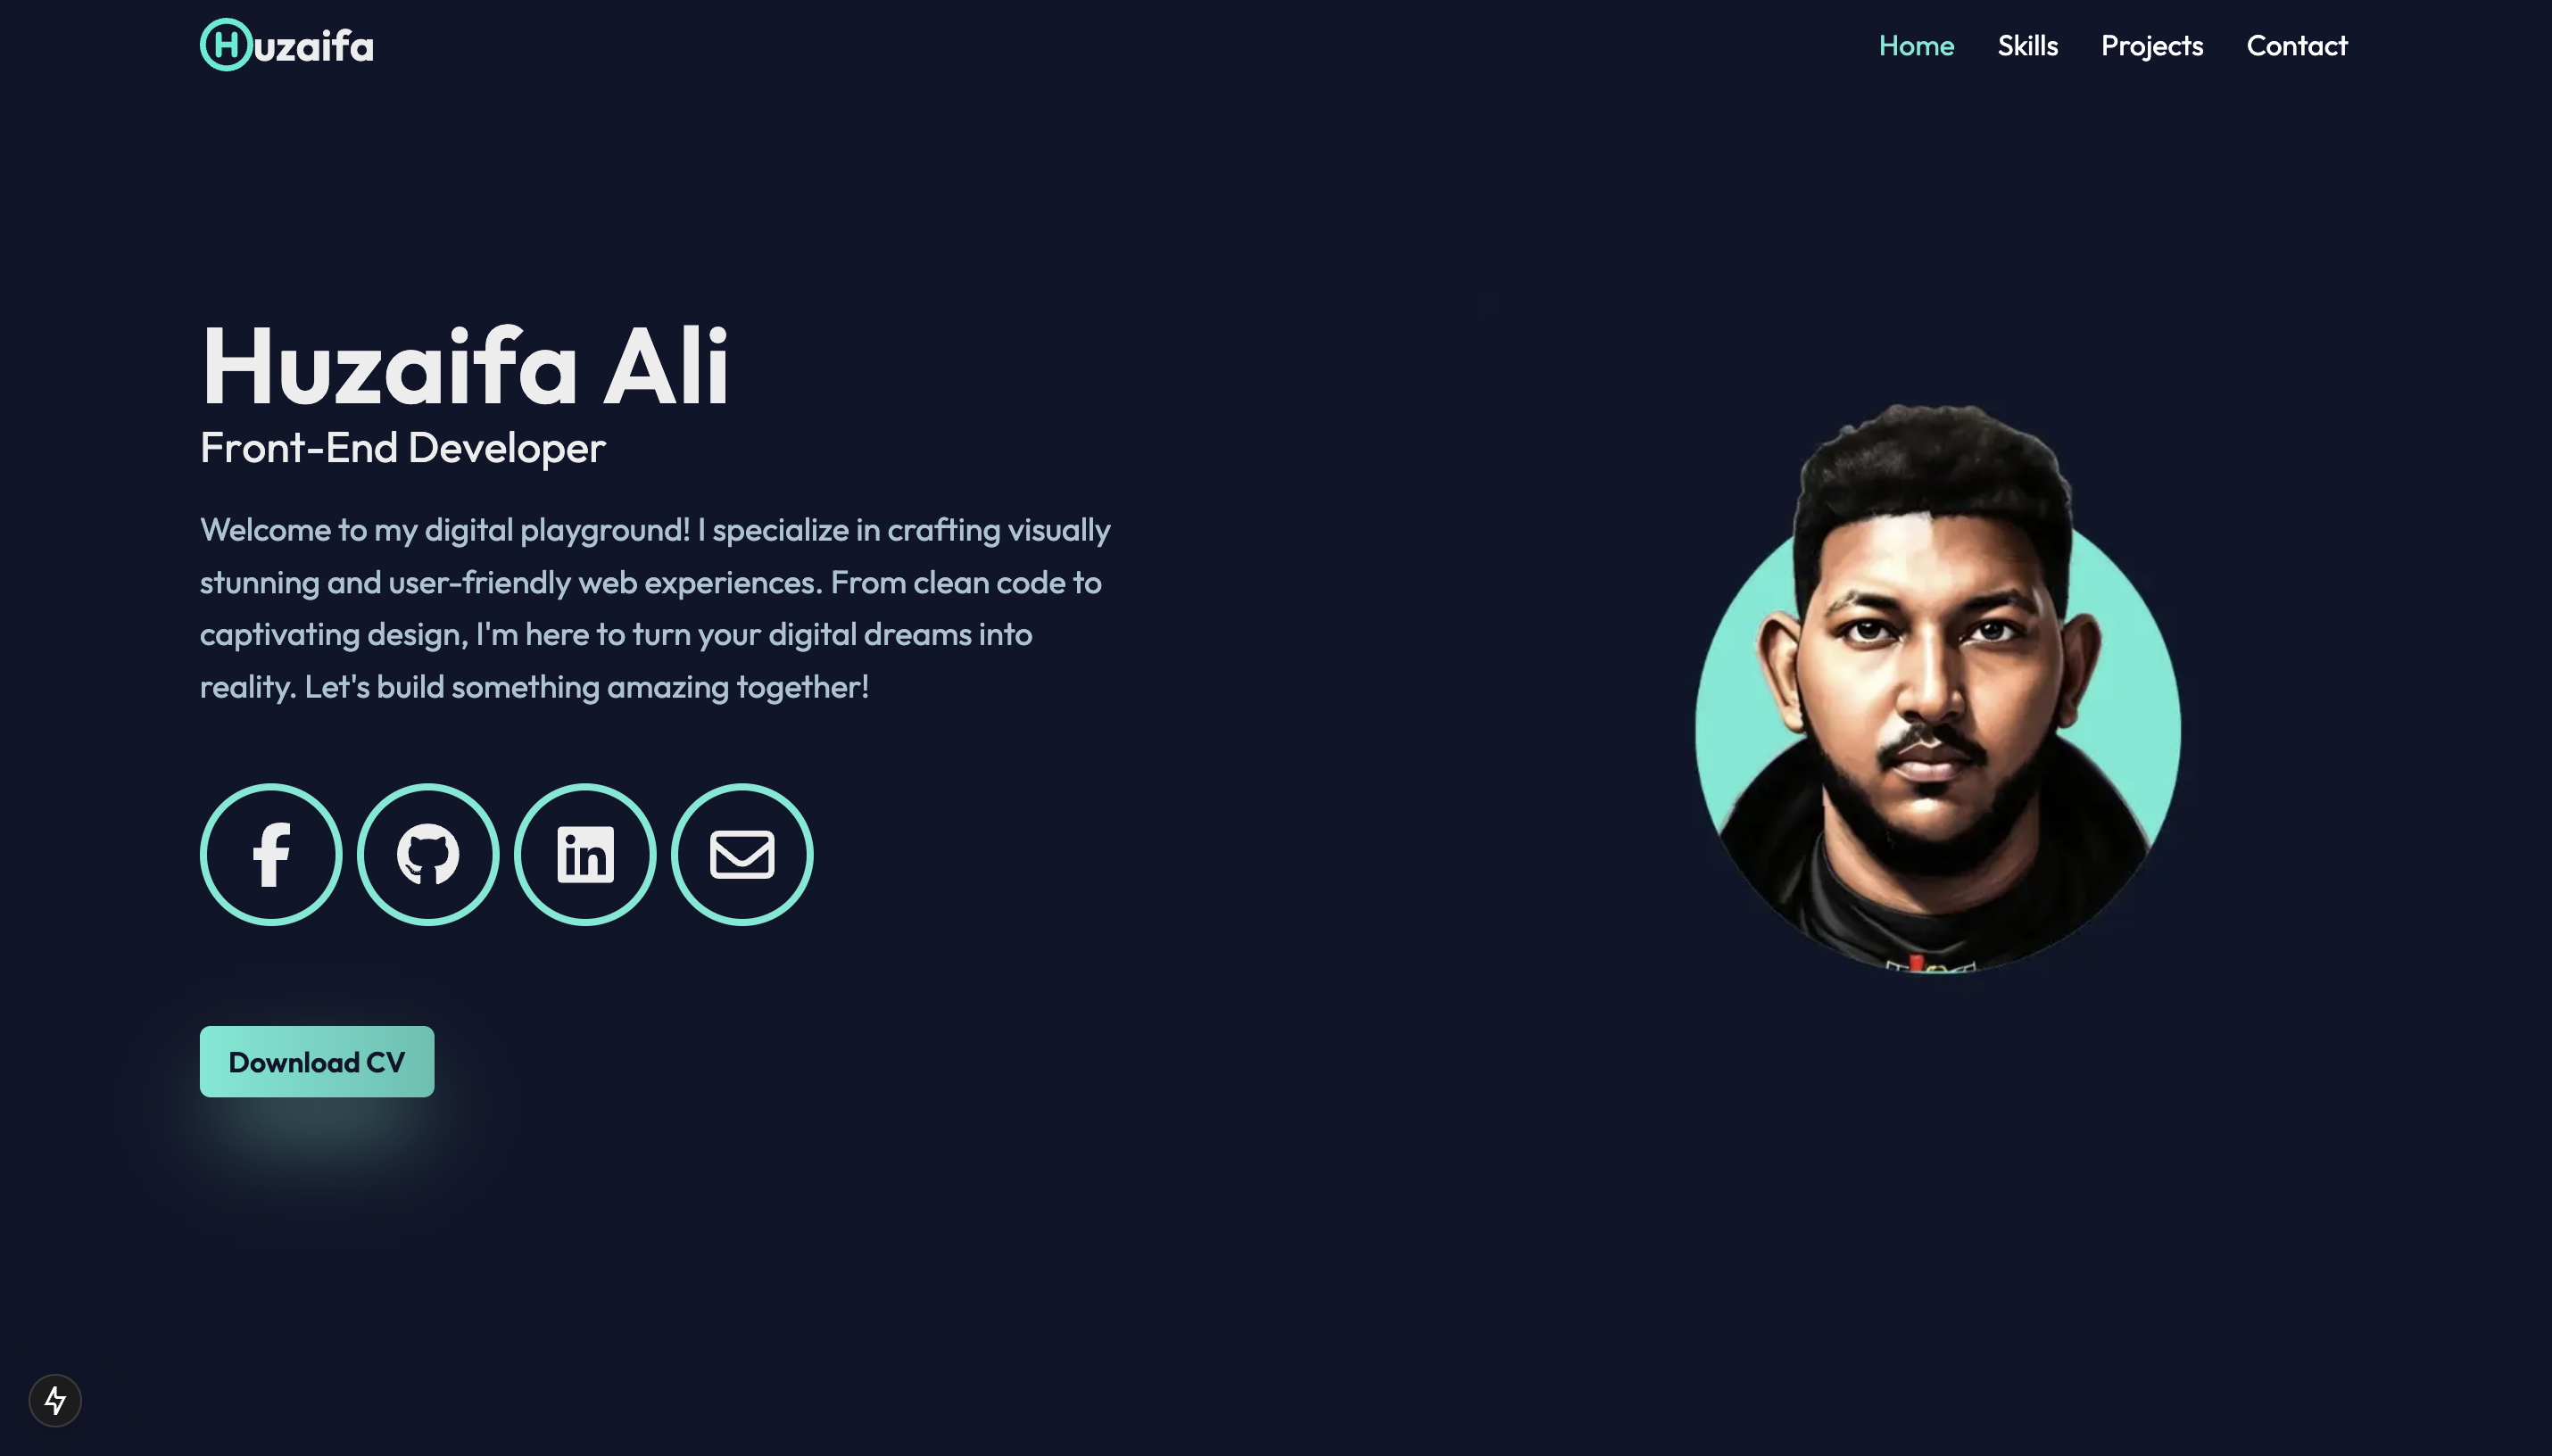 Huzaifa
Home
Skills
Projects
Contact
Huzaifa Ali
Front-End Developer
Welcome to my digital playground! I specialize in crafting visually
stunning and user-friendly web experiences. From clean code to
captivating design, I'm here to turn your digital dreams into
reality. Let's build something amazing together!
Download CV